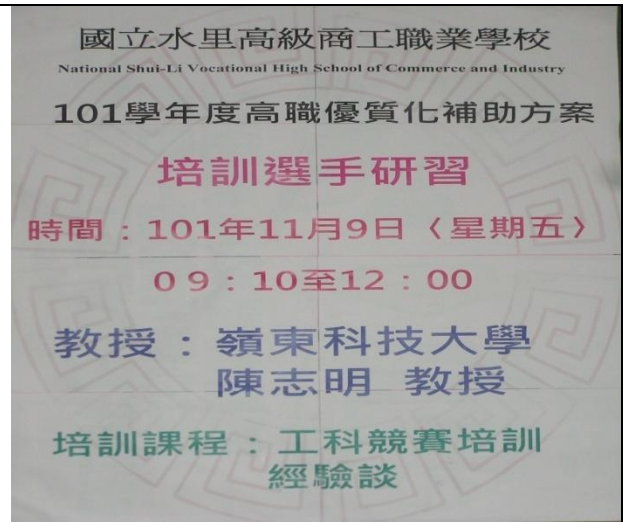 國立水里高級商工職業學校
National Shui-Li Vocational High School of Commerce and Industry
101學年度高職優質化補助方案
培訓選手研習
時間：101年11月9日〈星期五〉
09：10至12：00
教授：嶺東科技大學
陳志明 教授
培訓課程：工科競賽培訓
經驗談